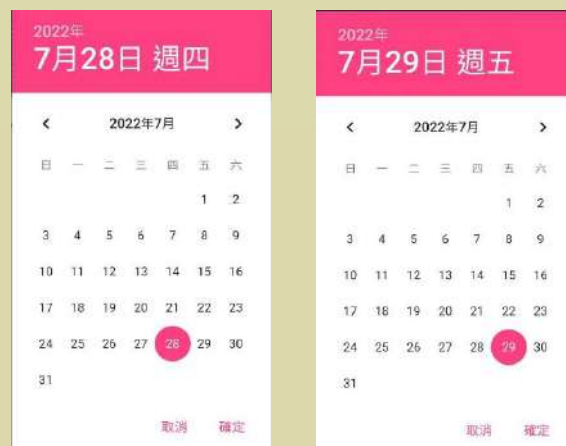 2022年
7月28日 週四
2022年7月
日 一 二 三 四 五 六
1 2
3 4 5 6 7 8 9
10 11 12 13 14 15 16
17 18 19 20 21 22 23
24 25 26 27 28 29 30
31
取消 確定
2022年
7月29日 週五
2022年7月
日 一 二 三 四 五 六
1 2
3 4 5 6 7 8 9
10 11 12 13 14 15 16
17 18 19 20 21 22 23
24 25 26 27 28 29 30
31
取消 確定